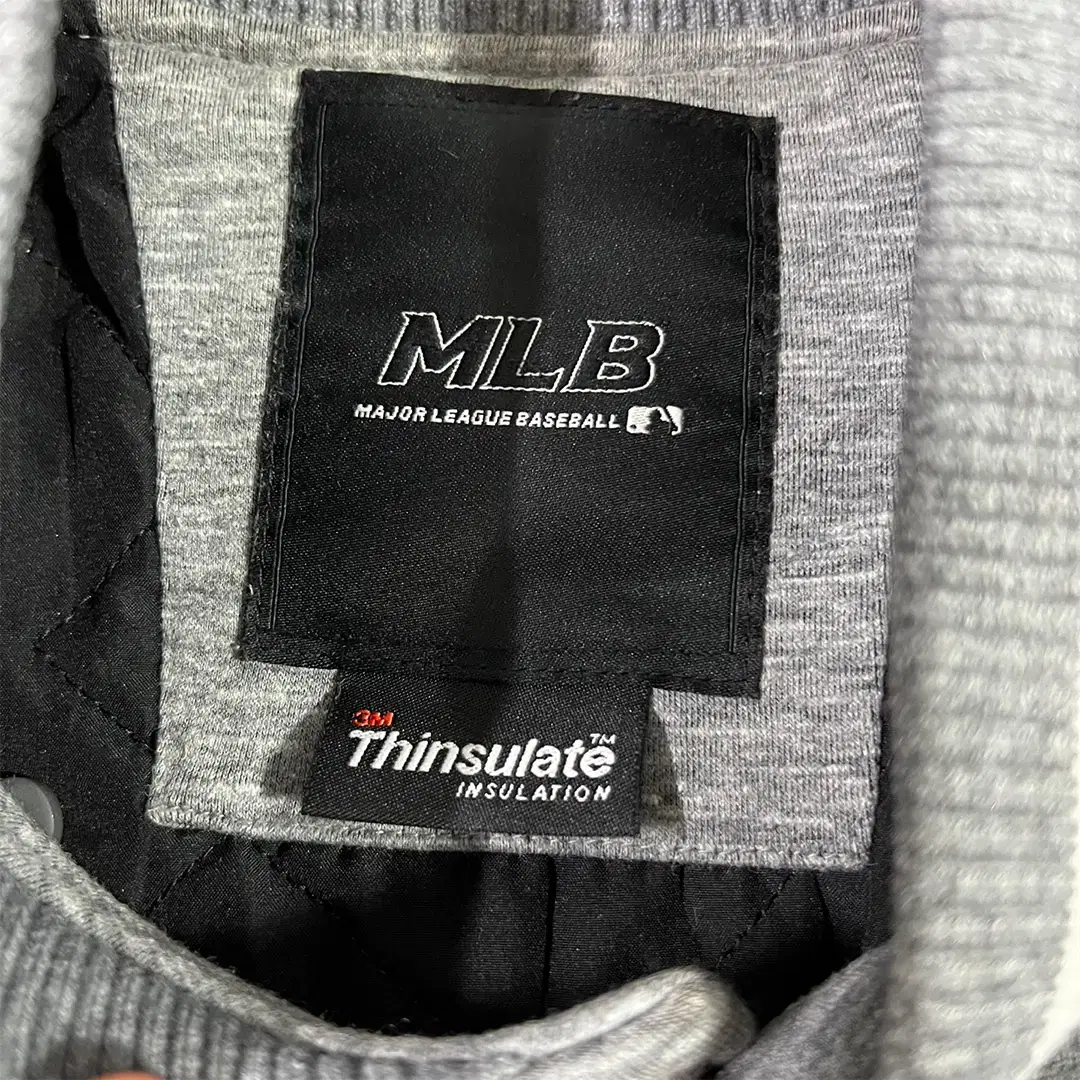 MLB
MAJOR LEAGUE BASEBALL
3M
Thinsulate™
INSULATION